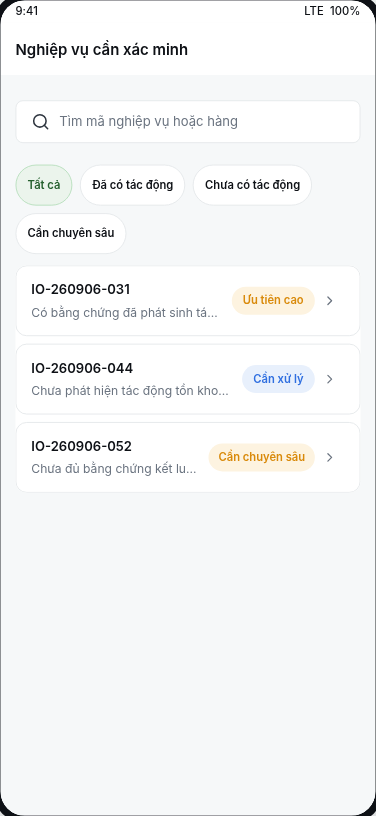 9:41 LTE 100%
Nghiệp vụ cần xác minh
Tìm mã nghiệp vụ hoặc hàng
Tất cả Đã có tác động Chưa có tác động
Cần chuyên sâu
IO-260906-031
Có bằng chứng đã phát sinh tá... Ưu tiên cao
IO-260906-044
Chưa phát hiện tác động tồn kho... Cần xử lý
IO-260906-052
Chưa đủ bằng chứng kết lu... Cần chuyên sâu